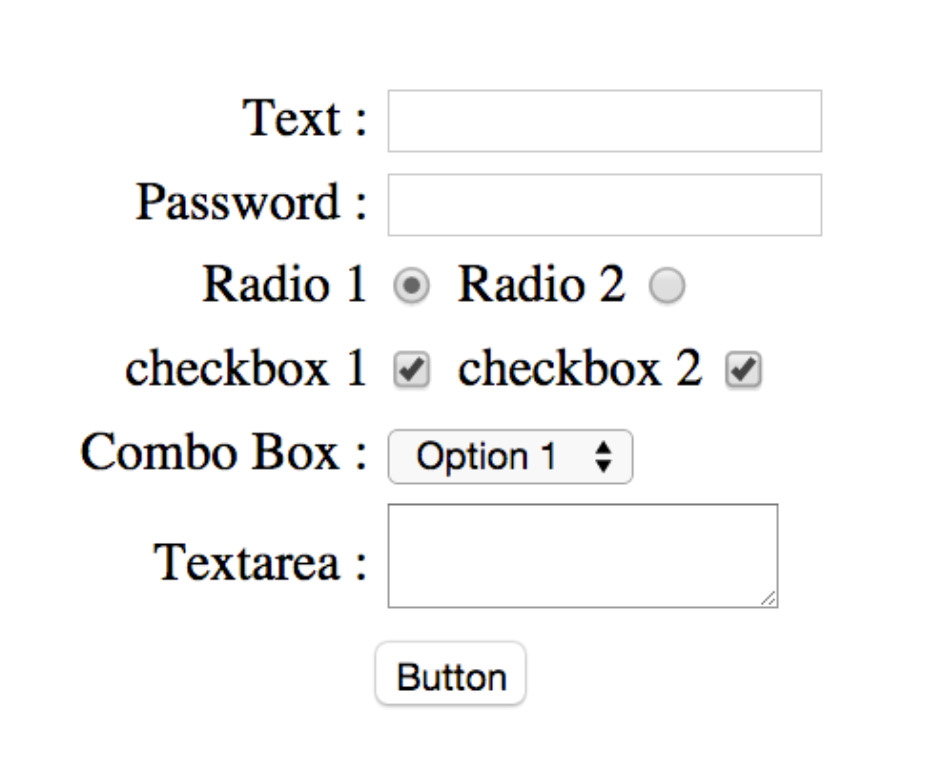 Text :
Password :
Radio 1 Radio 2
checkbox 1 checkbox 2
Combo Box : Option 1
Textarea :
Button